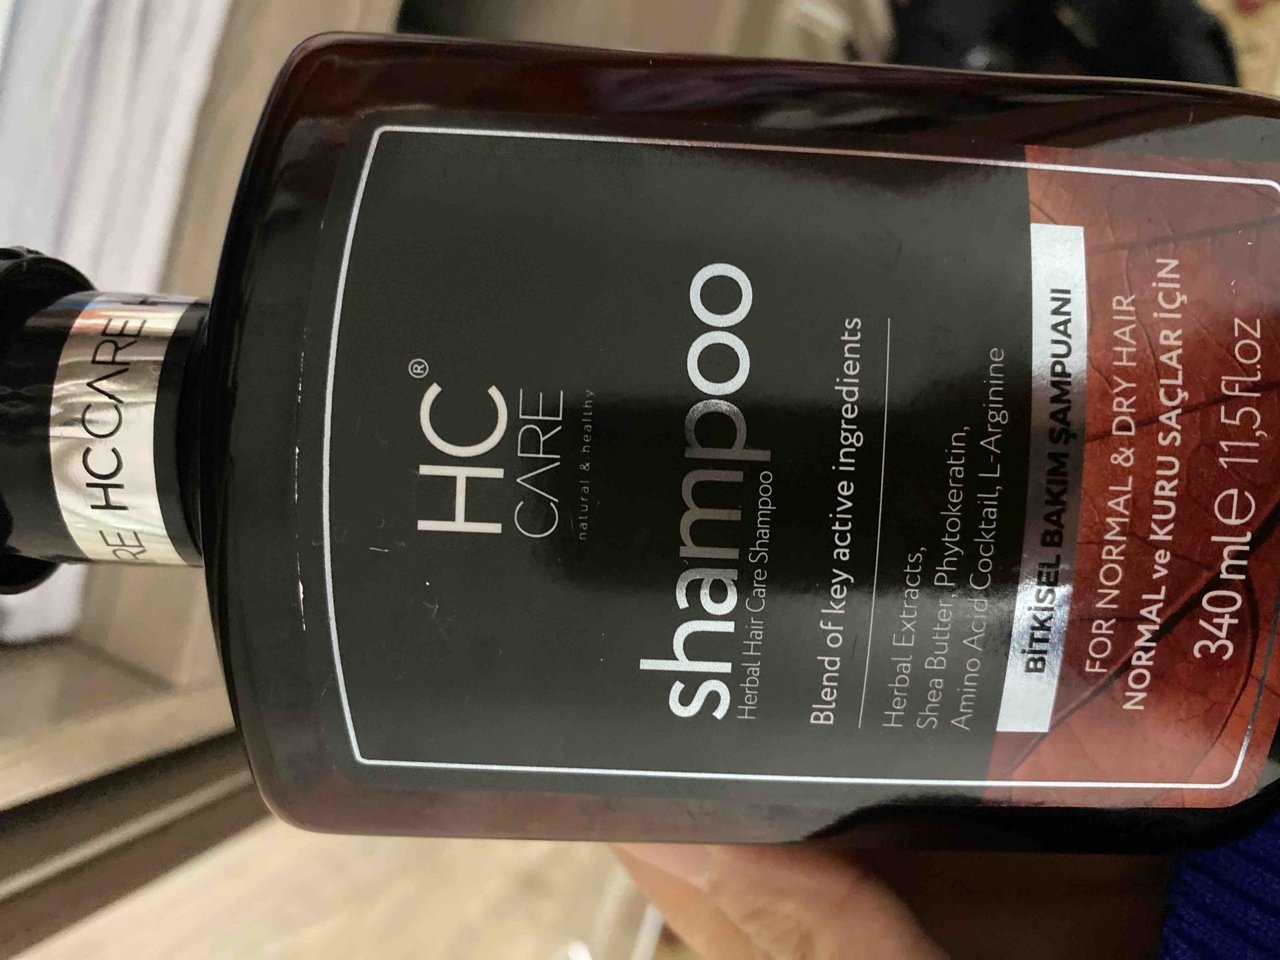 RE HC CARE H
HC®
CARE
natural & healthy
shampoo
Herbal Hair Care Shampoo
Blend of key active ingredients
Herbal Extracts,
Shea Butter, Phytokeratin,
Amino Acid Cocktail, L-Arginine
BİTKİSEL BAKIM ŞAMPUANI
FOR NORMAL & DRY HAIR
NORMAL ve KURU SAÇLAR İÇİN
340 ml ℮ 11,5 fl.oz